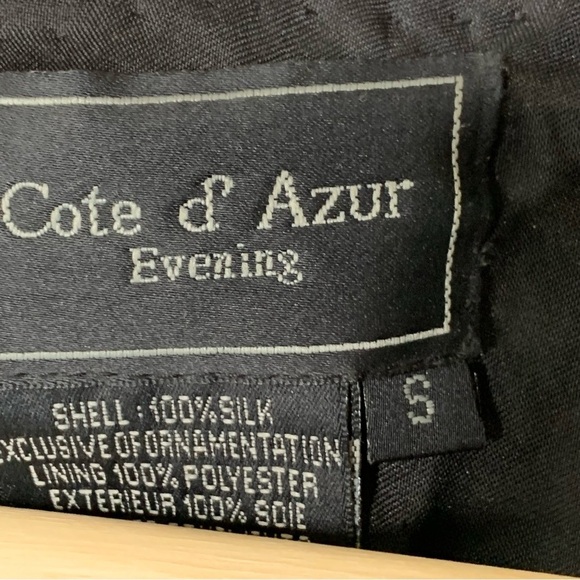 Cote d' Azur
Evening
S
SHELL : 100% SILK
EXCLUSIVE OF ORNAMENTATION
LINING 100% POLYESTER
EXTERIEUR 100% SOIE